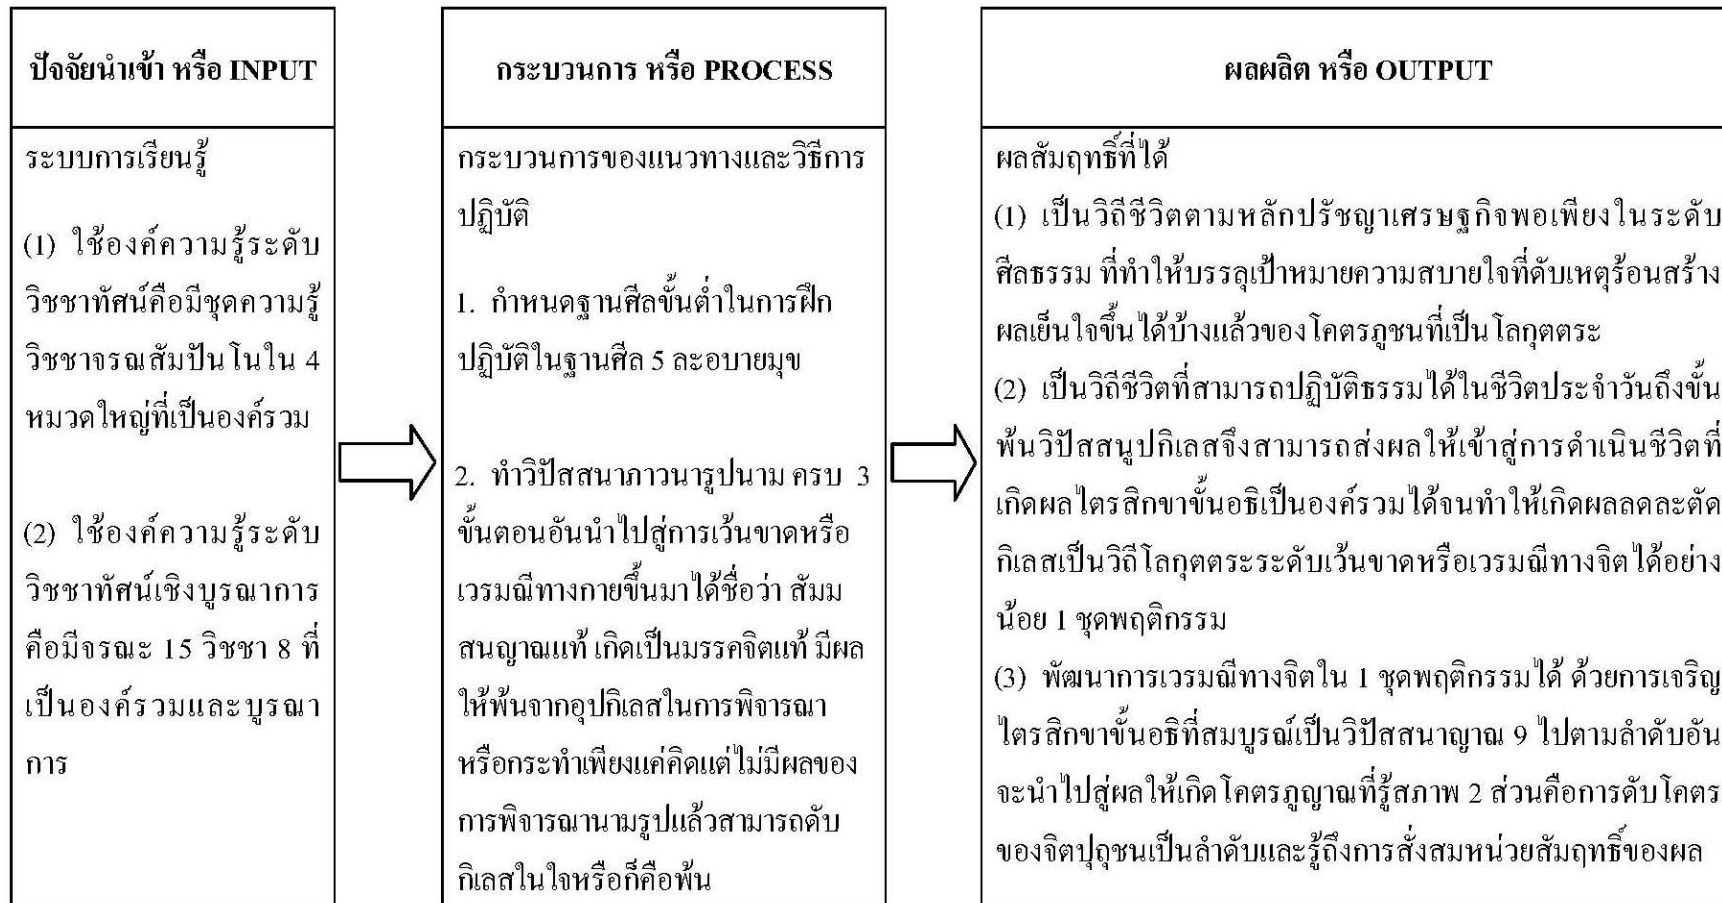 ปัจจัยนำเข้า หรือ INPUT
ระบบการเรียนรู้
(1) ใช้องค์ความรู้ระดับ
วิชชาทัศน์คือมีชุดความรู้
วิชชาจรณสัมปันโนใน 4
หมวดใหญ่ที่เป็นองค์รวม
(2) ใช้องค์ความรู้ระดับ
วิชชาทัศน์เชิงบูรณาการ
คือมีจรณะ 15 วิชชา 8 ที่
เป็นองค์รวมและบูรณา
การ
กระบวนการ หรือ PROCESS
กระบวนการของแนวทางและวิธีการ
ปฏิบัติ
1. กำหนดฐานศีลขั้นต่ำในการฝึก
ปฏิบัติในฐานศีล 5 ละอบายมุข
2. ทำวิปัสสนาภาวนารูปนาม ครบ 3
ขั้นตอนอันนำไปสู่การเว้นขาดหรือ
เวรมณีทางกายขึ้นมาได้ชื่อว่า สัมม
สนญาณแท้ เกิดเป็นมรรคจิตแท้ มีผล
ให้พ้นจากอุปกิเลสในการพิจารณา
หรือกระทำเพียงแค่คิดแต่ไม่มีผลของ
การพิจารณานามรูปแล้วสามารถดับ
กิเลสในใจหรือก็คือพ้น
ผลผลิต หรือ OUTPUT
ผลสัมฤทธิ์ที่ได้
(1) เป็นวิถีชีวิตตามหลักปรัชญาเศรษฐกิจพอเพียงในระดับ
ศีลธรรม ที่ทำให้บรรลุเป้าหมายความสบายใจที่ดับเหตุร้อนสร้าง
ผลเย็นใจขึ้นได้บ้างแล้วของโคตรภูชนที่เป็นโลกุตตระ
(2) เป็นวิถีชีวิตที่สามารถปฏิบัติธรรมได้ในชีวิตประจำวันถึงขั้น
พ้นวิปัสสนูปกิเลสจึงสามารถส่งผลให้เข้าสู่การดำเนินชีวิตที่
เกิดผลไตรสิกขาขั้นอธิเป็นองค์รวมได้จนทำให้เกิดผลลดละตัด
กิเลสเป็นวิถีโลกุตตระระดับเว้นขาดหรือเวรมณีทางจิตได้อย่าง
น้อย 1 ชุดพฤติกรรม
(3) พัฒนาการเวรมณีทางจิตใน 1 ชุดพฤติกรรมได้ ด้วยการเจริญ
ไตรสิกขาขั้นอธิที่สมบูรณ์เป็นวิปัสสนาญาณ 9 ไปตามลำดับอัน
จะนำไปสู่ผลให้เกิดโคตรภูญาณที่รู้สภาพ 2 ส่วนคือการดับโคตร
ของจิตปุถุชนเป็นลำดับและรู้ถึงการสั่งสมหน่วยสัมฤทธิ์ของผล